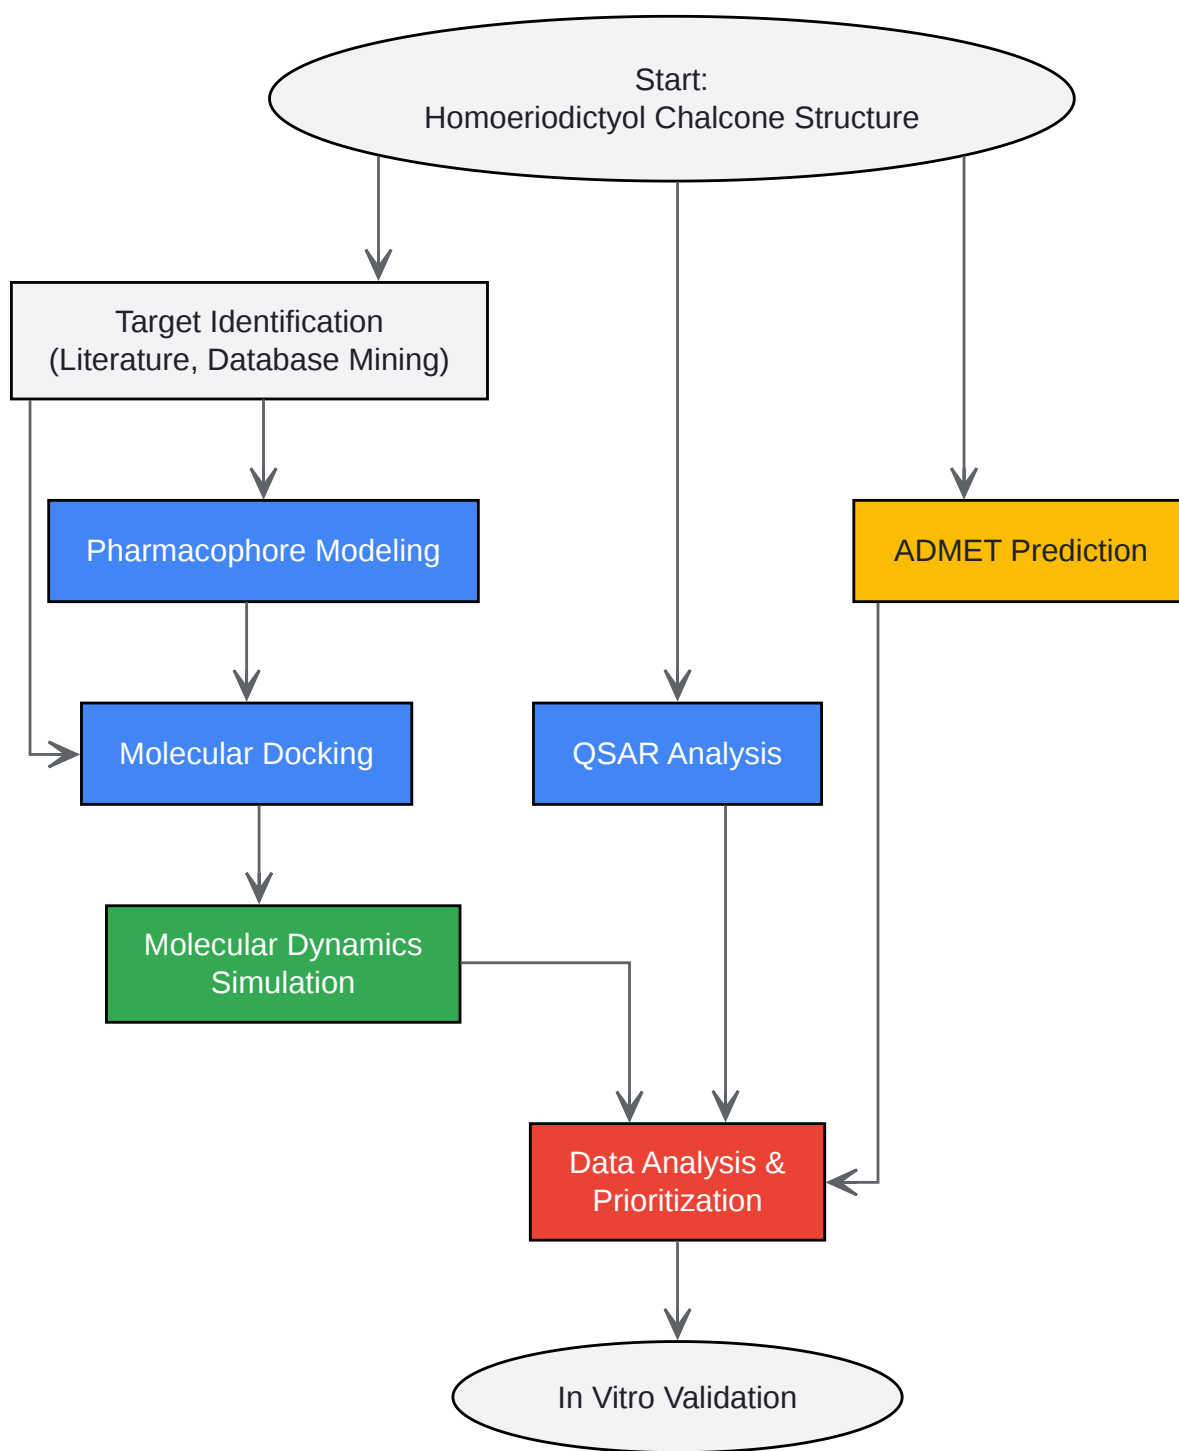 Start:
Homoeriodictyol Chalcone Structure
Target Identification
(Literature, Database Mining)
Pharmacophore Modeling
ADMET Prediction
Molecular Docking
QSAR Analysis
Molecular Dynamics
Simulation
Data Analysis &
Prioritization
In Vitro Validation